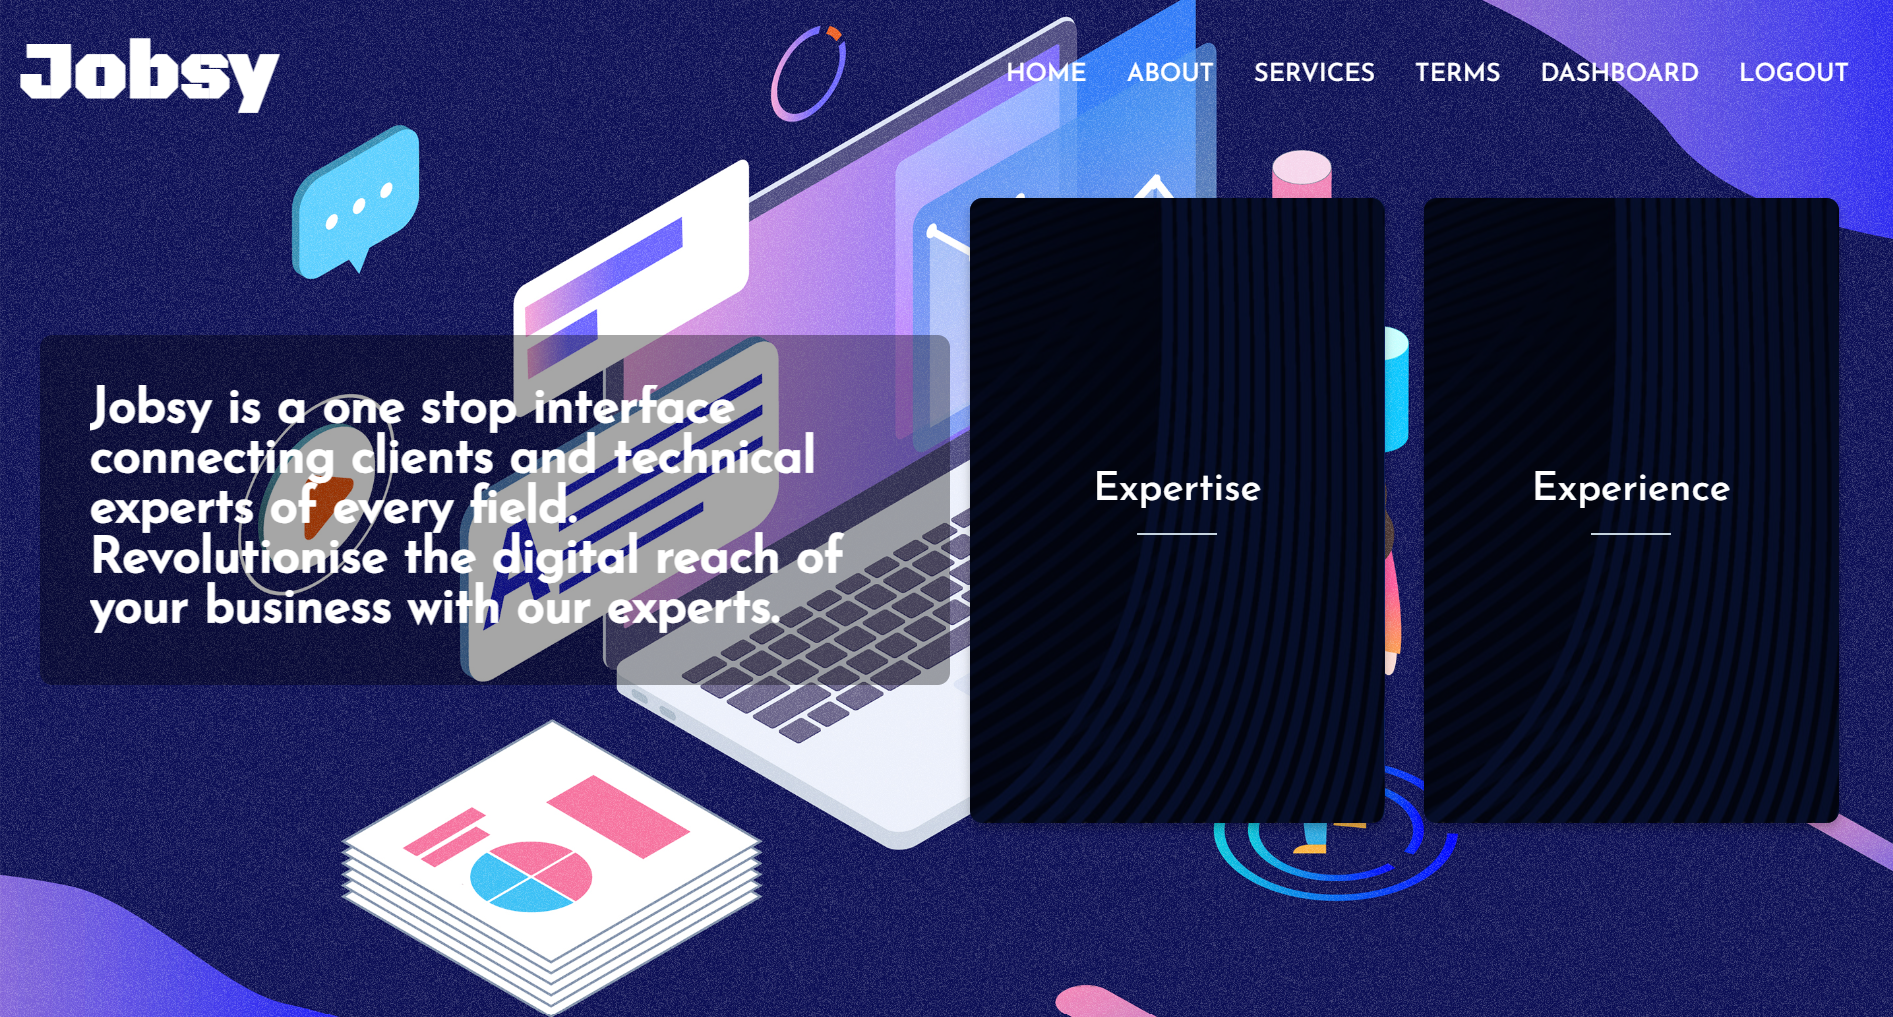 Jobsy
HOME ABOUT SERVICES TERMS DASHBOARD LOGOUT
Jobsy is a one stop interface
connecting clients and technical
experts of every field.
Revolutionise the digital reach of
your business with our experts.
Expertise
Experience
A